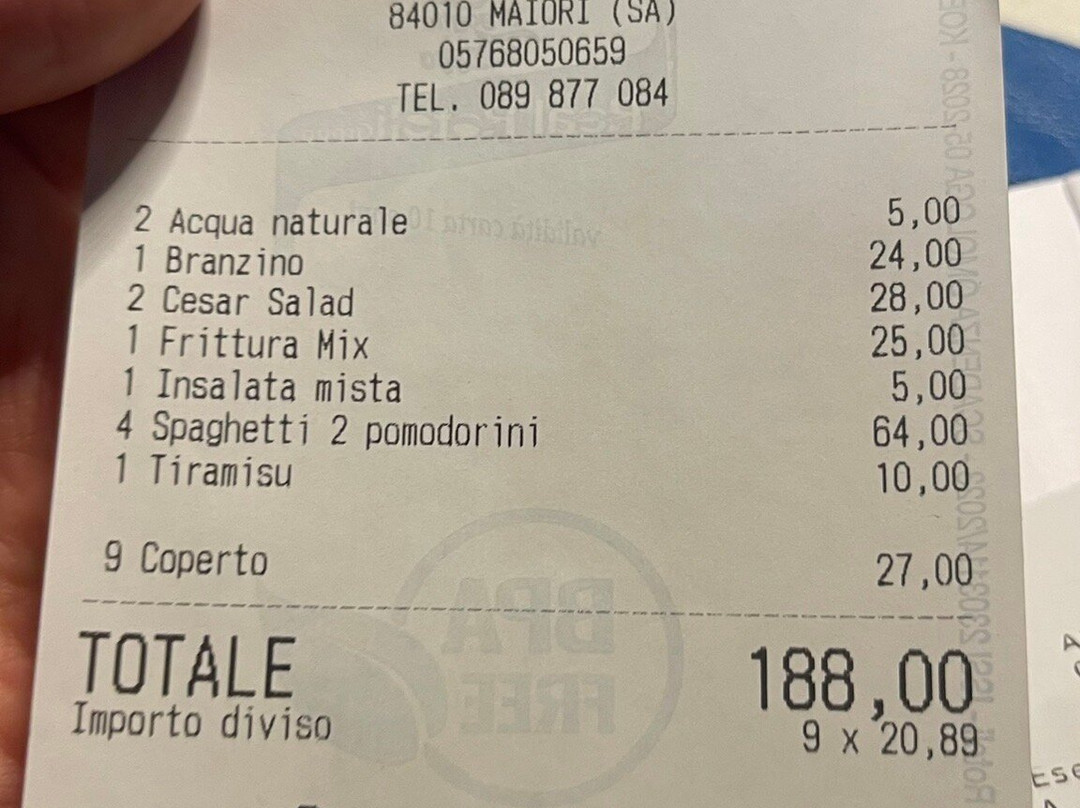 84010 MAIORI (SA)
05768050659
TEL. 089 877 084
2 Acqua naturale 5,00
1 Branzino 24,00
2 Cesar Salad 28,00
1 Frittura Mix 25,00
1 Insalata mista 5,00
4 Spaghetti 2 pomodorini 64,00
1 Tiramisu 10,00
9 Coperto 27,00
TOTALE 188,00
Importo diviso 9 x 20,89
BPA
FREE